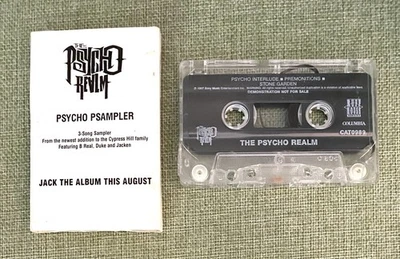 PSYCHO
REALM
PSYCHO PSAMPLER
3-Song Sampler
From the newest addition to the Cypress Hill family
Featuring B Real, Duke and Jacken
JACK THE ALBUM THIS AUGUST
PSYCHO INTERLUDE ■ PREMONITIONS ■
STONE GARDEN
DEMONSTRATION NOT FOR SALE
COLUMBIA
CAT9989
THE PSYCHO REALM